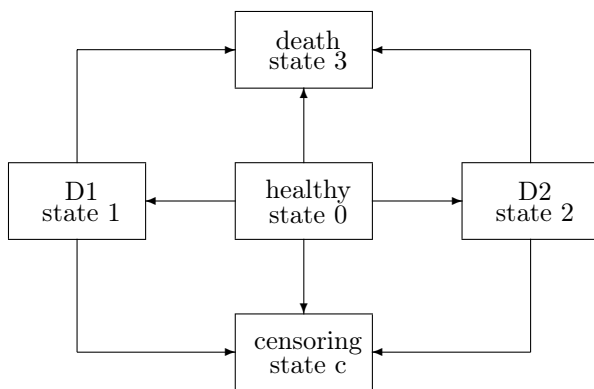 death
state 3
D1
state 1
healthy
state 0
D2
state 2
censoring
state c